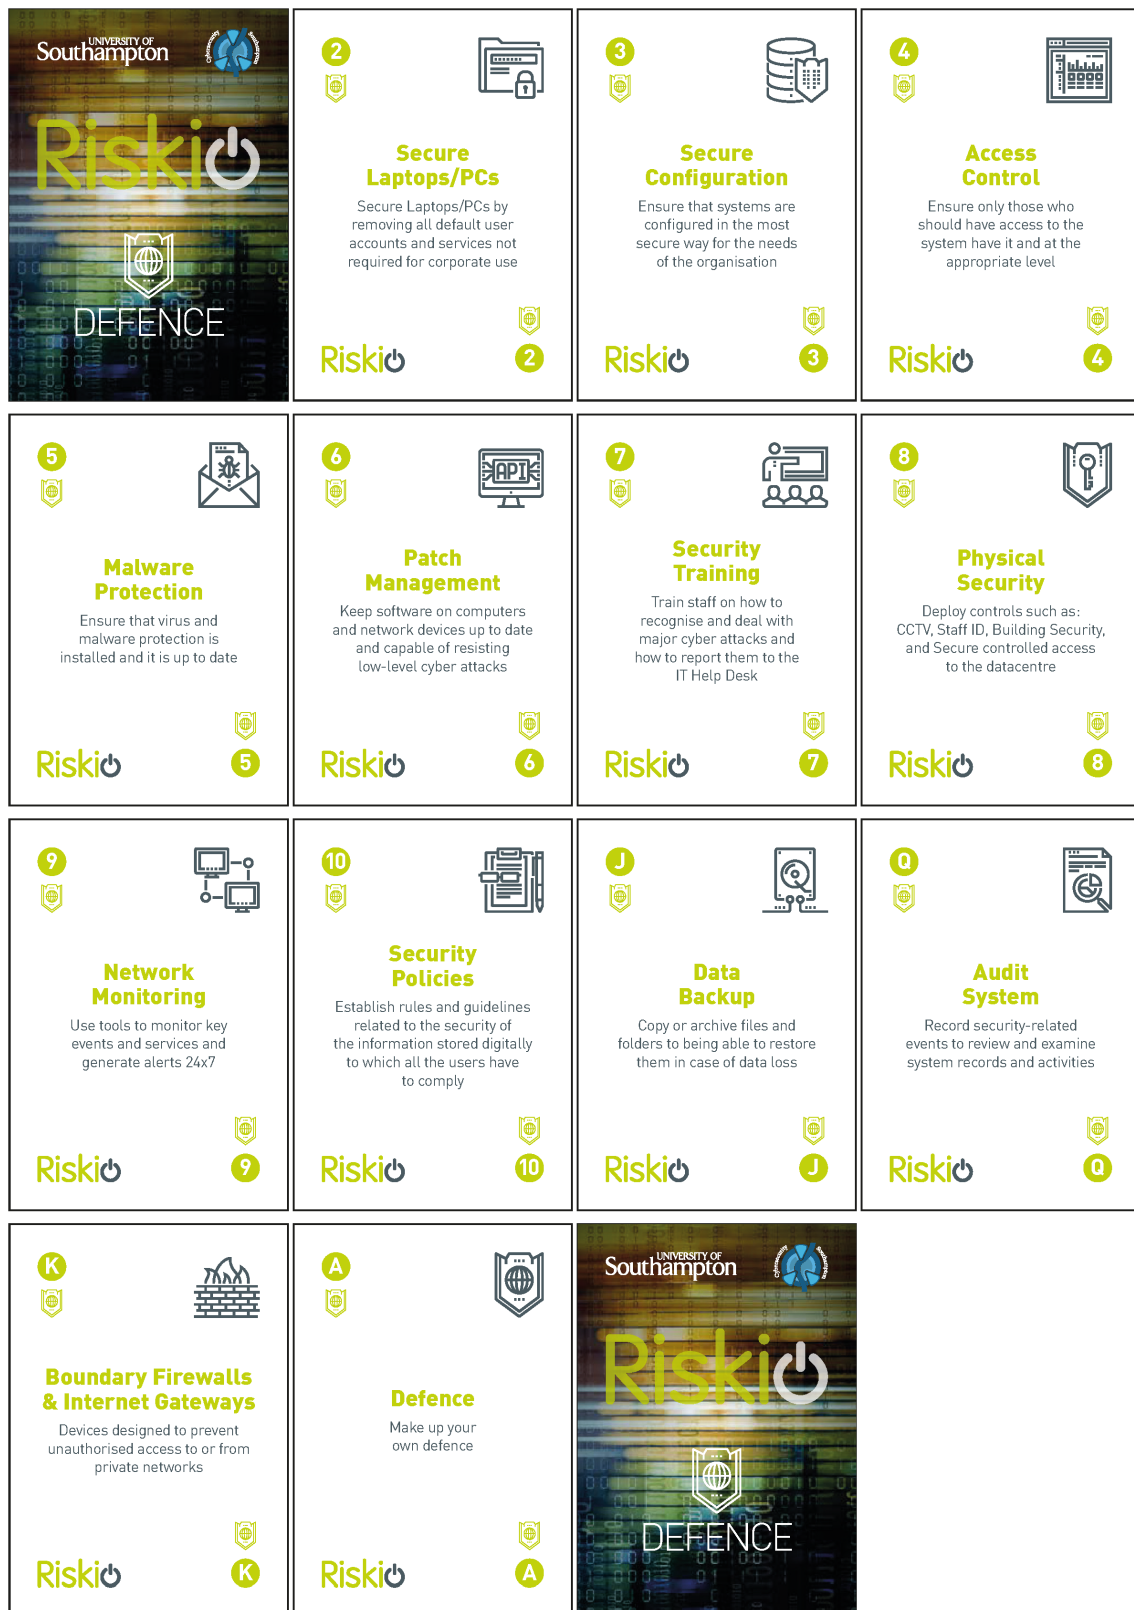 UNIVERSITY OF
Southampton
Cybersecurity Southampton
Riskio
DEFENCE
2
Secure
Laptops/PCs
Secure Laptops/PCs by
removing all default user
accounts and services not
required for corporate use
Riskio
2
3
Secure
Configuration
Ensure that systems are
configured in the most
secure way for the needs
of the organisation
Riskio
3
4
Access
Control
Ensure only those who
should have access to the
system have it and at the
appropriate level
Riskio
4
5
Malware
Protection
Ensure that virus and
malware protection is
installed and it is up to date
Riskio
5
6
API
Patch
Management
Keep software on computers
and network devices up to date
and capable of resisting
low-level cyber attacks
Riskio
6
7
Security
Training
Train staff on how to
recognise and deal with
major cyber attacks and
how to report them to the
IT Help Desk
Riskio
7
8
Physical
Security
Deploy controls such as:
CCTV, Staff ID, Building Security,
and Secure controlled access
to the datacentre
Riskio
8
9
Network
Monitoring
Use tools to monitor key
events and services and
generate alerts 24x7
Riskio
9
10
Security
Policies
Establish rules and guidelines
related to the security of
the information stored digitally
to which all the users have
to comply
Riskio
10
J
Data
Backup
Copy or archive files and
folders to being able to restore
them in case of data loss
Riskio
J
Q
Audit
System
Record security-related
events to review and examine
system records and activities
Riskio
Q
K
Boundary Firewalls
& Internet Gateways
Devices designed to prevent
unauthorised access to or from
private networks
Riskio
K
A
Defence
Make up your
own defence
Riskio
A
UNIVERSITY OF
Southampton
Cybersecurity Southampton
Riskio
DEFENCE